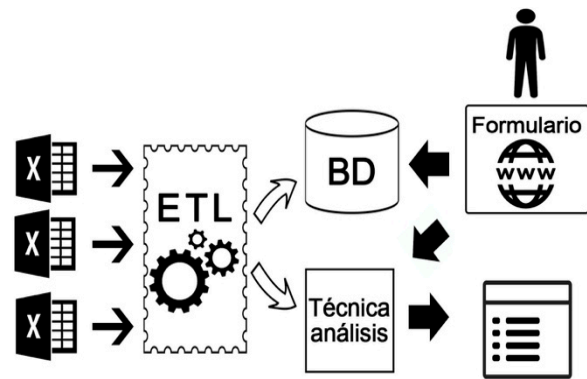 Formulario
www
X
ETL
BD
X
X
Técnica
análisis